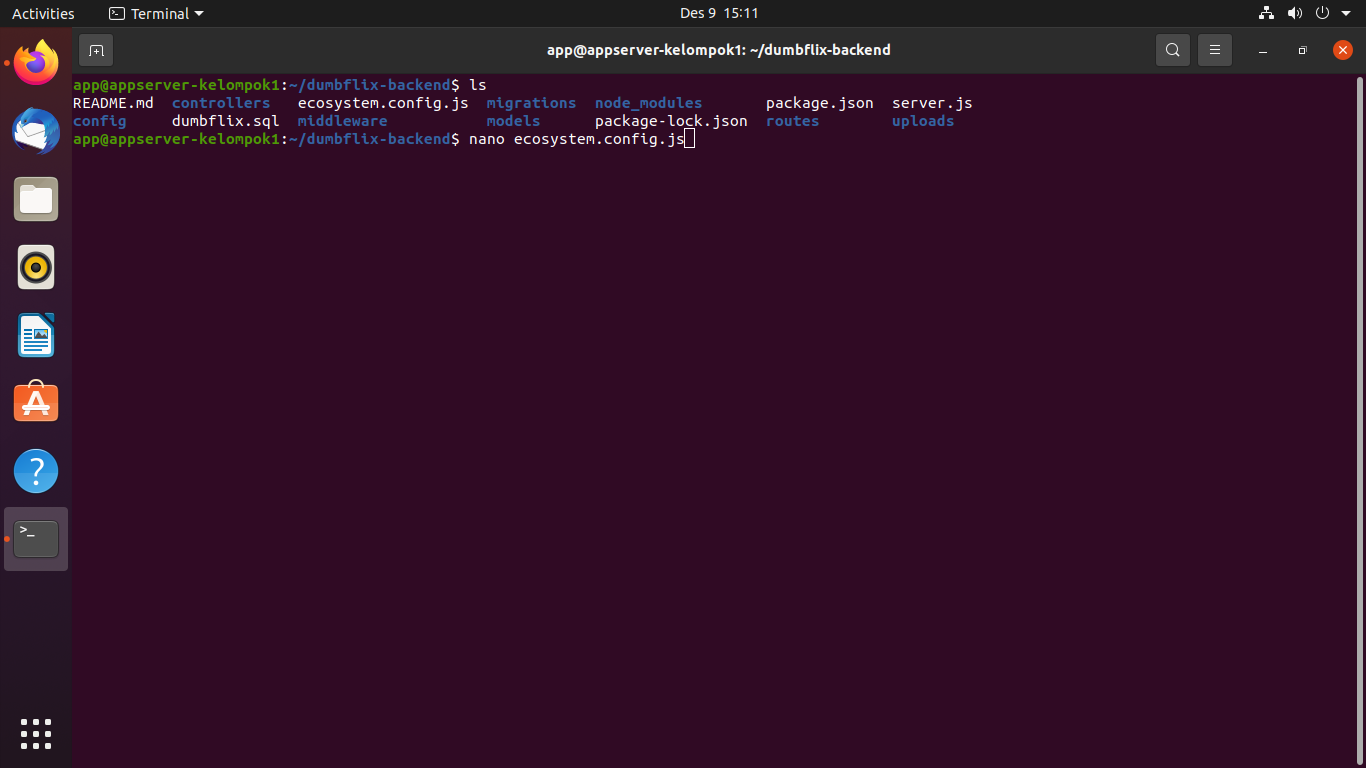 Activities Terminal Des 9 15:11
app@appserver-kelompok1: ~/dumbflix-backend
app@appserver-kelompok1:~/dumbflix-backend$ ls
README.md controllers ecosystem.config.js migrations node_modules package.json server.js
config dumbflix.sql middleware models package-lock.json routes uploads
app@appserver-kelompok1:~/dumbflix-backend$ nano ecosystem.config.js